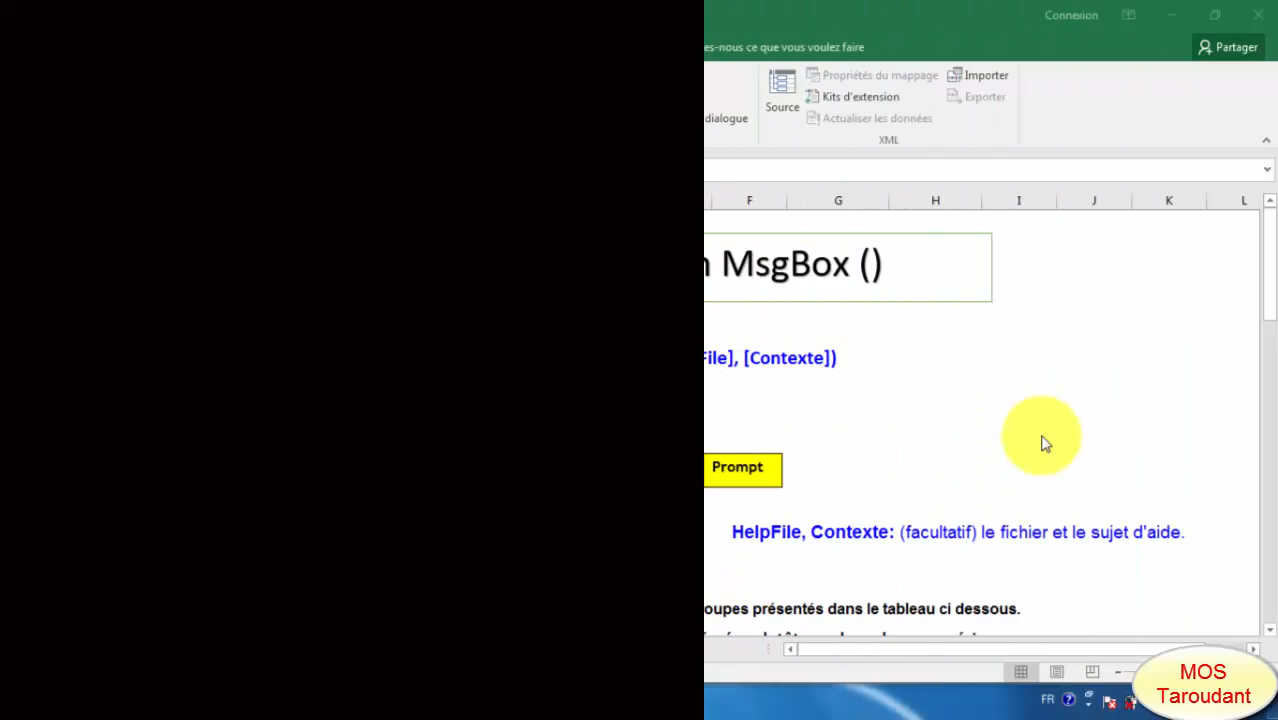 Connexion
es-nous ce que vous voulez faire
Partager
Propriétés du mappage
Importer
Kits d'extension
Exporter
Source
dialogue
Actualiser les données
XML
F G H I J K L
n MsgBox ()
File], [Contexte])
Prompt
HelpFile, Contexte: (facultatif) le fichier et le sujet d'aide.
oupes présentés dans le tableau ci dessous.
FR
MOS
Taroudant